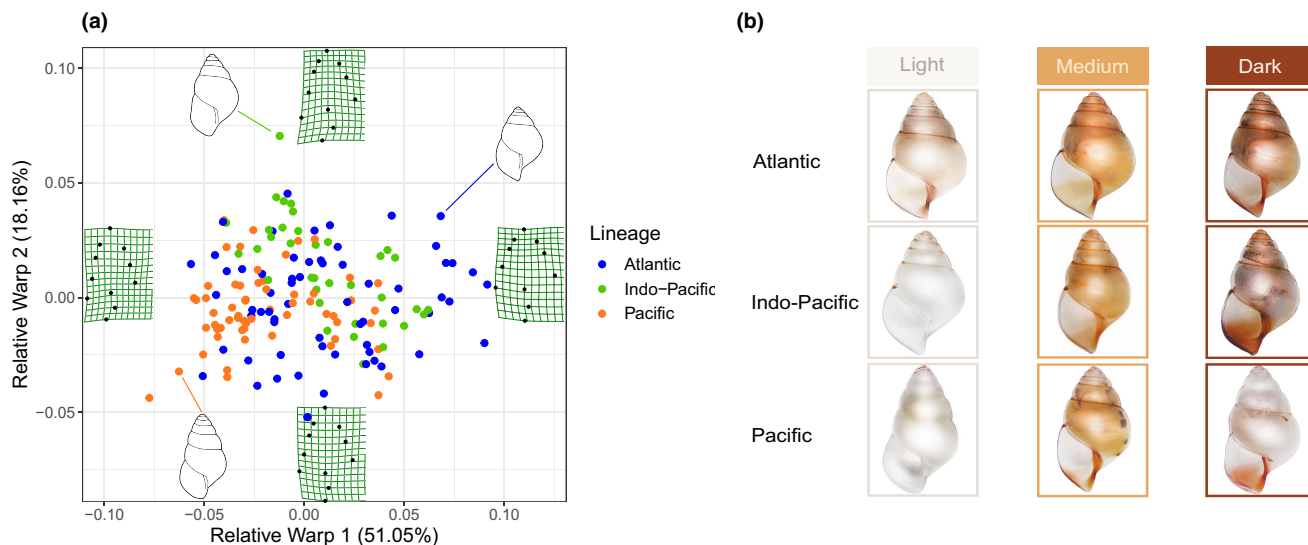 (a)
(b)
0.10
0.05
0.00
−0.05
−0.10
−0.05
0.00
0.05
0.10
Relative Warp 2 (18.16%)
Relative Warp 1 (51.05%)
Lineage
Atlantic
Indo−Pacific
Pacific
Light
Medium
Dark
Atlantic
Indo-Pacific
Pacific